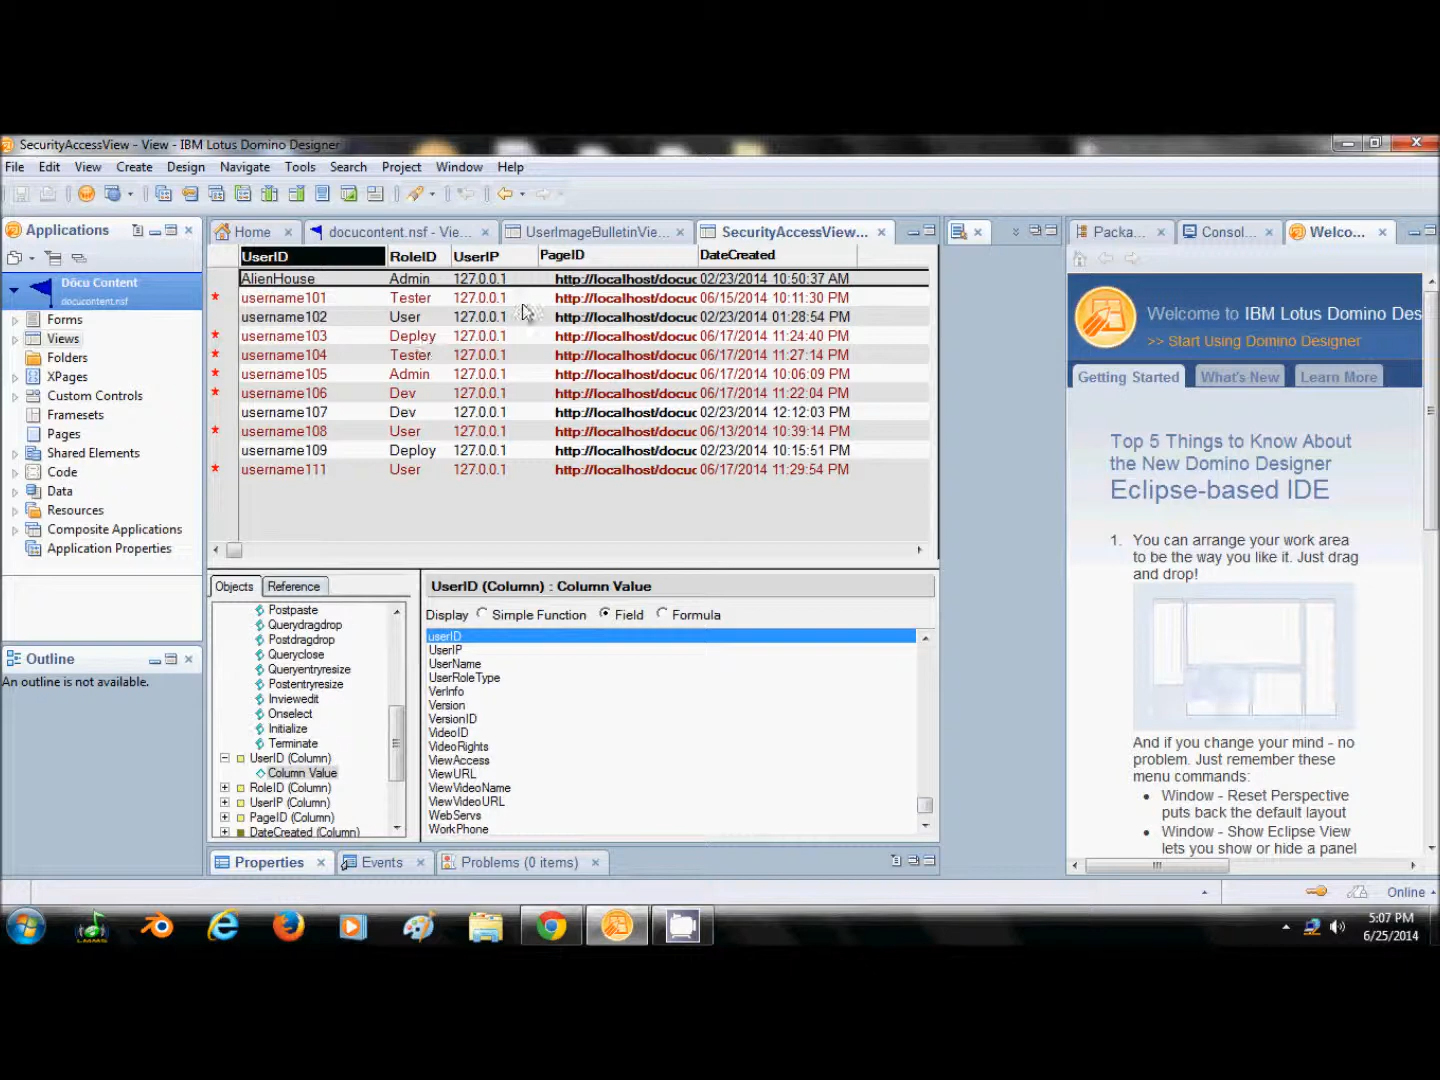 SecurityAccessView - View - IBM Lotus Domino Designer
File Edit View Create Design Navigate Tools Search Project Window Help
Applications
Home
docucontent.nsf - Vie...
UserImageBulletinVie...
SecurityAccessView...
Packa...
Consol...
Welco...
UserID RoleID UserIP PageID DateCreated
AlienHouse Admin 127.0.0.1 http://localhost/docuc 02/23/2014 10:50:37 AM
* username101 Tester 127.0.0.1 http://localhost/docuc 06/15/2014 10:11:30 PM
username102 User 127.0.0.1 http://localhost/docuc 02/23/2014 01:28:54 PM
* username103 Deploy 127.0.0.1 http://localhost/docuc 06/17/2014 11:24:40 PM
* username104 Tester 127.0.0.1 http://localhost/docuc 06/17/2014 11:27:14 PM
* username105 Admin 127.0.0.1 http://localhost/docuc 06/17/2014 10:06:09 PM
* username106 Dev 127.0.0.1 http://localhost/docuc 06/17/2014 11:22:04 PM
username107 Dev 127.0.0.1 http://localhost/docuc 02/23/2014 12:12:03 PM
* username108 User 127.0.0.1 http://localhost/docuc 06/13/2014 10:39:14 PM
username109 Deploy 127.0.0.1 http://localhost/docuc 02/23/2014 10:15:51 PM
* username111 User 127.0.0.1 http://localhost/docuc 06/17/2014 11:29:54 PM
Döcu Content
docucontent.nsf
Forms
Views
Folders
XPages
Custom Controls
Framesets
Pages
Shared Elements
Code
Data
Resources
Composite Applications
Application Properties
Outline
An outline is not available.
Objects Reference
Postpaste
Querydragdrop
Postdragdrop
Queryclose
Queryentryresize
Postentryresize
Inviewedit
Onselect
Initialize
Terminate
UserID (Column)
Column Value
RoleID (Column)
UserIP (Column)
PageID (Column)
DateCreated (Column)
UserID (Column) : Column Value
Display Simple Function Field Formula
userID
UserIP
UserName
UserRoleType
VerInfo
Version
VersionID
VideoID
VideoRights
ViewAccess
ViewURL
ViewVideoName
ViewVideoURL
WebServs
WorkPhone
Properties
Events
Problems (0 items)
Welcome to IBM Lotus Domino Des
>> Start Using Domino Designer
Getting Started What's New Learn More
Top 5 Things to Know About
the New Domino Designer
Eclipse-based IDE
1. You can arrange your work area
to be the way you like it. Just drag
and drop!
And if you change your mind - no
problem. Just remember these
menu commands:
• Window - Reset Perspective
puts back the default layout
• Window - Show Eclipse View
lets you show or hide a panel
Online
LMMS
5:07 PM
6/25/2014